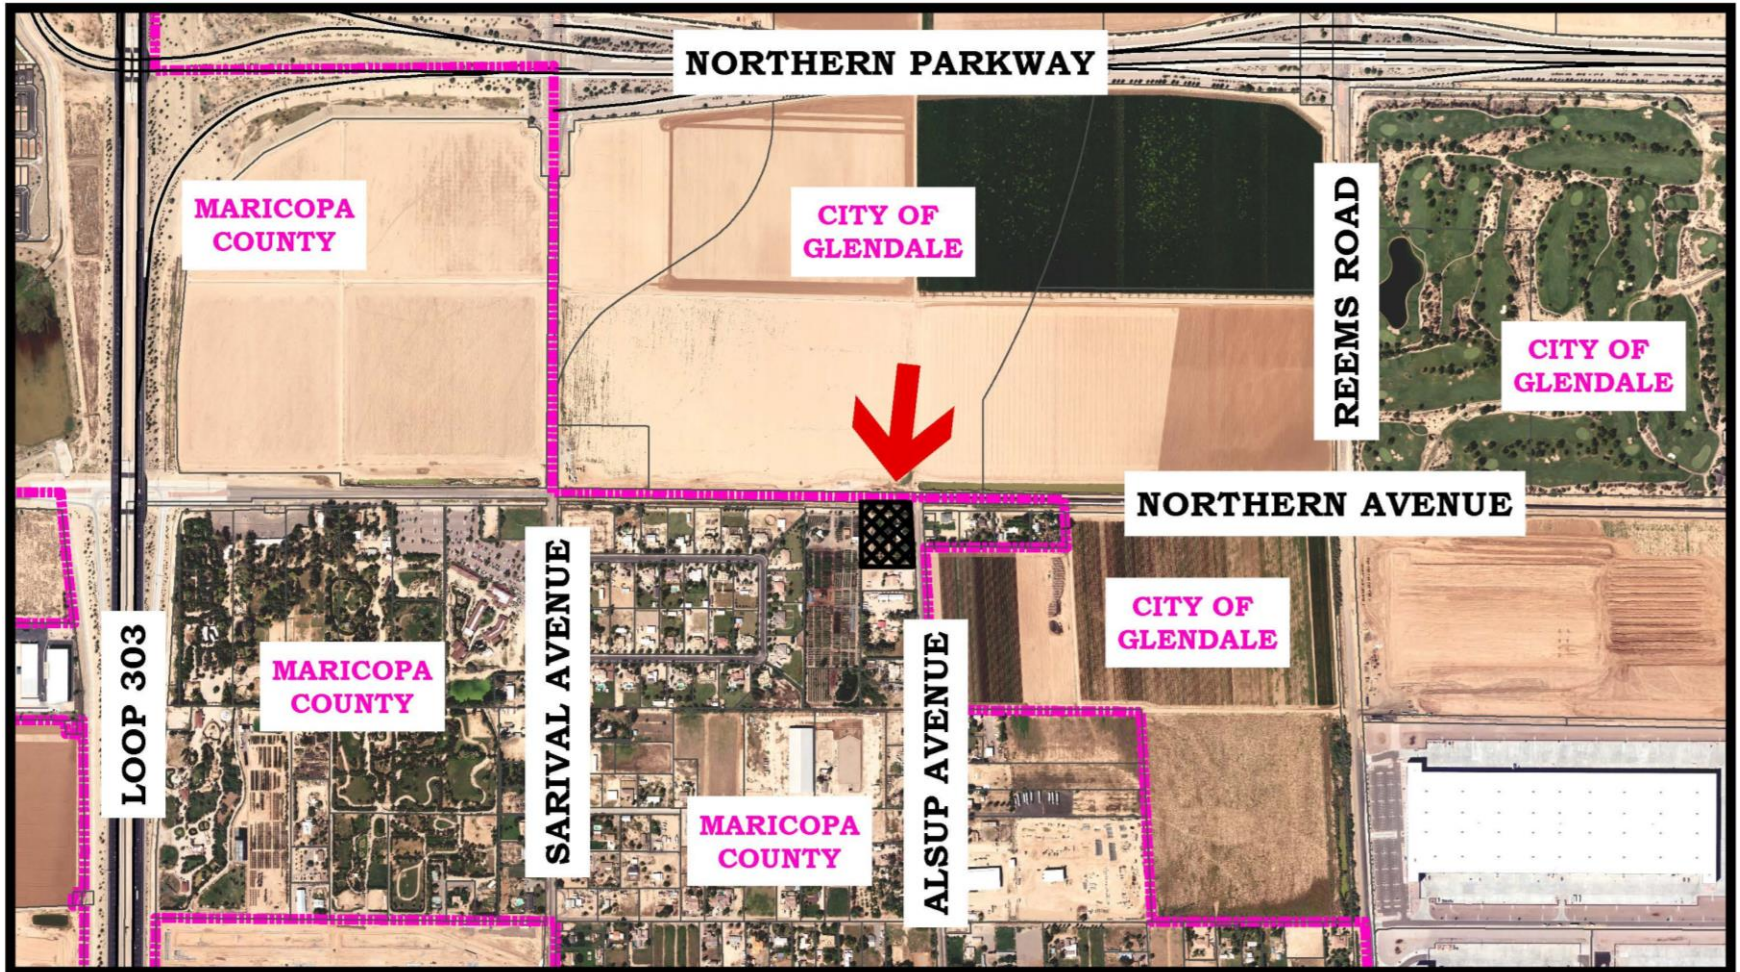 NORTHERN PARKWAY
MARICOPA
COUNTY
CITY OF
GLENDALE
REEMS ROAD
CITY OF
GLENDALE
NORTHERN AVENUE
LOOP 303
MARICOPA
COUNTY
SARIVAL AVENUE
MARICOPA
COUNTY
ALSUP AVENUE
CITY OF
GLENDALE